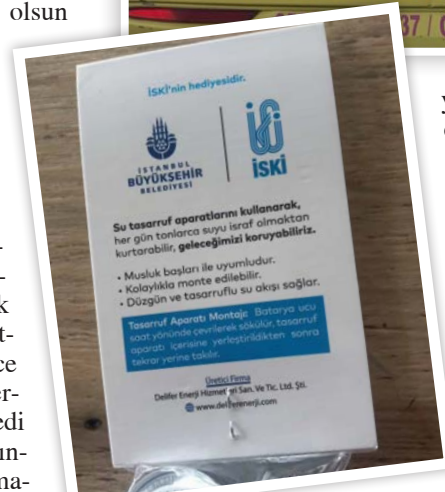 olsun
37
İSKİ'nin hediyesidir.
İSTANBUL
BÜYÜKŞEHİR
BELEDİYESİ
İSKİ
Su tasarruf aparatlarını kullanarak,
her gün tonlarca suyu israf olmaktan
kurtarabilir, geleceğimizi koruyabiliriz.
• Musluk başları ile uyumludur.
• Kolaylıkla monte edilebilir.
• Düzgün ve tasarruflu su akışı sağlar.
Tasarruf Aparatı Montajı: Batarya ucu
saat yönünde çevrilerek sökülür, tasarruf
aparatı içerisine yerleştirildikten sonra
tekrar yerine takılır.
Üretici Firma
Delifer Enerji Hizmetleri San. Ve Tic. Ltd. Şti.
www.deliferenerji.com